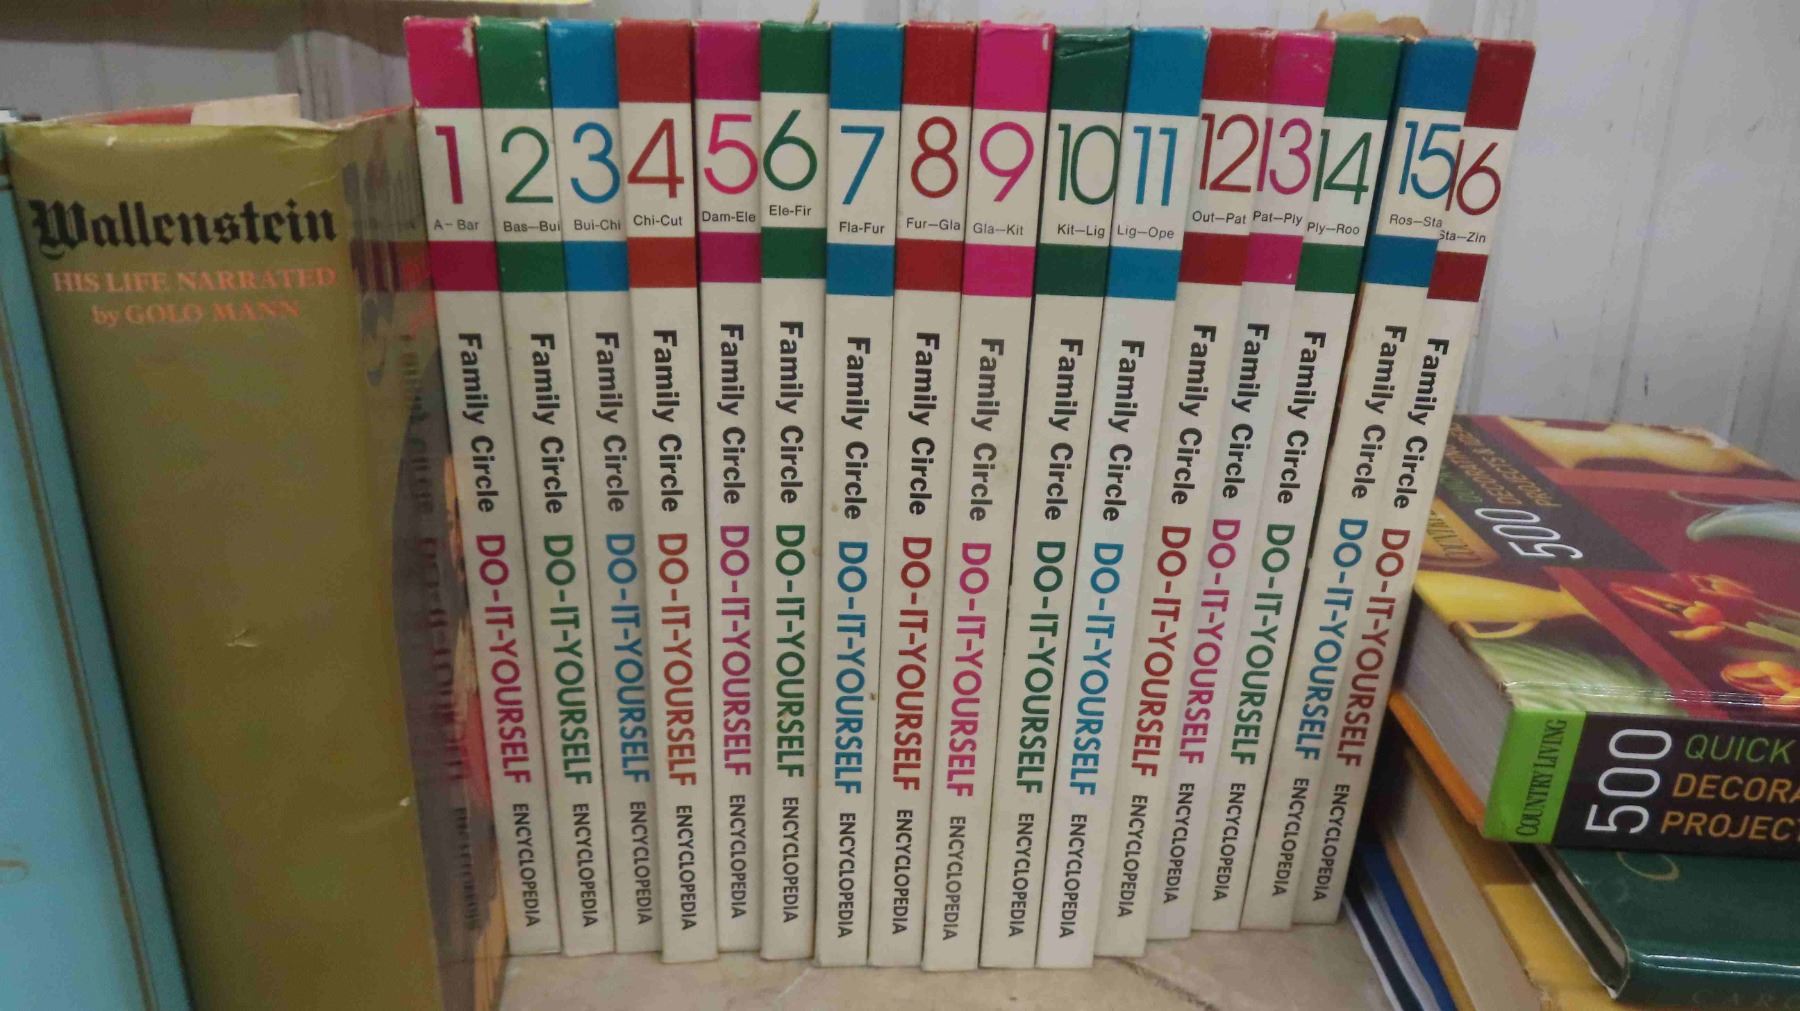 Wallenstein
HIS LIFE NARRATED
by GOLO MANN
1
A-Bar
Family Circle DO-IT-YOURSELF ENCYCLOPEDIA
2
Bas—Bui
Family Circle DO-IT-YOURSELF ENCYCLOPEDIA
3
Bui-Chi
Family Circle DO-IT-YOURSELF ENCYCLOPEDIA
4
Chi-Cut
Family Circle DO-IT-YOURSELF ENCYCLOPEDIA
5
Dam-Ele
Family Circle DO-IT-YOURSELF ENCYCLOPEDIA
6
Ele-Fir
Family Circle DO-IT-YOURSELF ENCYCLOPEDIA
7
Fla-Fur
Family Circle DO-IT-YOURSELF ENCYCLOPEDIA
8
Fur—Gla
Family Circle DO-IT-YOURSELF ENCYCLOPEDIA
9
Gla—Kit
Family Circle DO-IT-YOURSELF ENCYCLOPEDIA
10
Kit—Lig
Family Circle DO-IT-YOURSELF ENCYCLOPEDIA
11
Lig—Ope
Family Circle DO-IT-YOURSELF ENCYCLOPEDIA
12
Out—Pat
Family Circle DO-IT-YOURSELF ENCYCLOPEDIA
13
Pat—Ply
Family Circle DO-IT-YOURSELF ENCYCLOPEDIA
14
Ply—Roo
Family Circle DO-IT-YOURSELF ENCYCLOPEDIA
15
Ros—Sta
Family Circle DO-IT-YOURSELF ENCYCLOPEDIA
16
Sta—Zin
Family Circle DO-IT-YOURSELF ENCYCLOPEDIA
500
COUNTRY LIVING
500
QUICK
DECORA
PROJECT